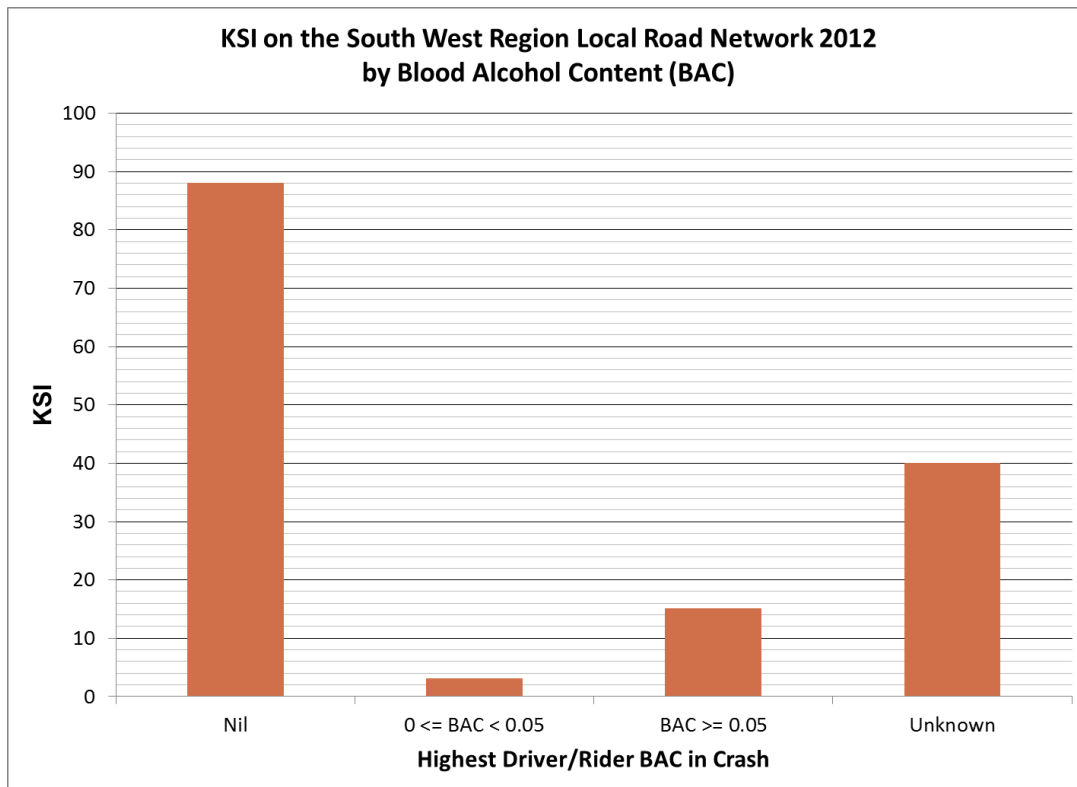 KSI on the South West Region Local Road Network 2012
by Blood Alcohol Content (BAC)
100
90
80
70
60
50
40
30
20
10
0
KSI
Nil
0 <= BAC < 0.05
BAC >= 0.05
Unknown
Highest Driver/Rider BAC in Crash